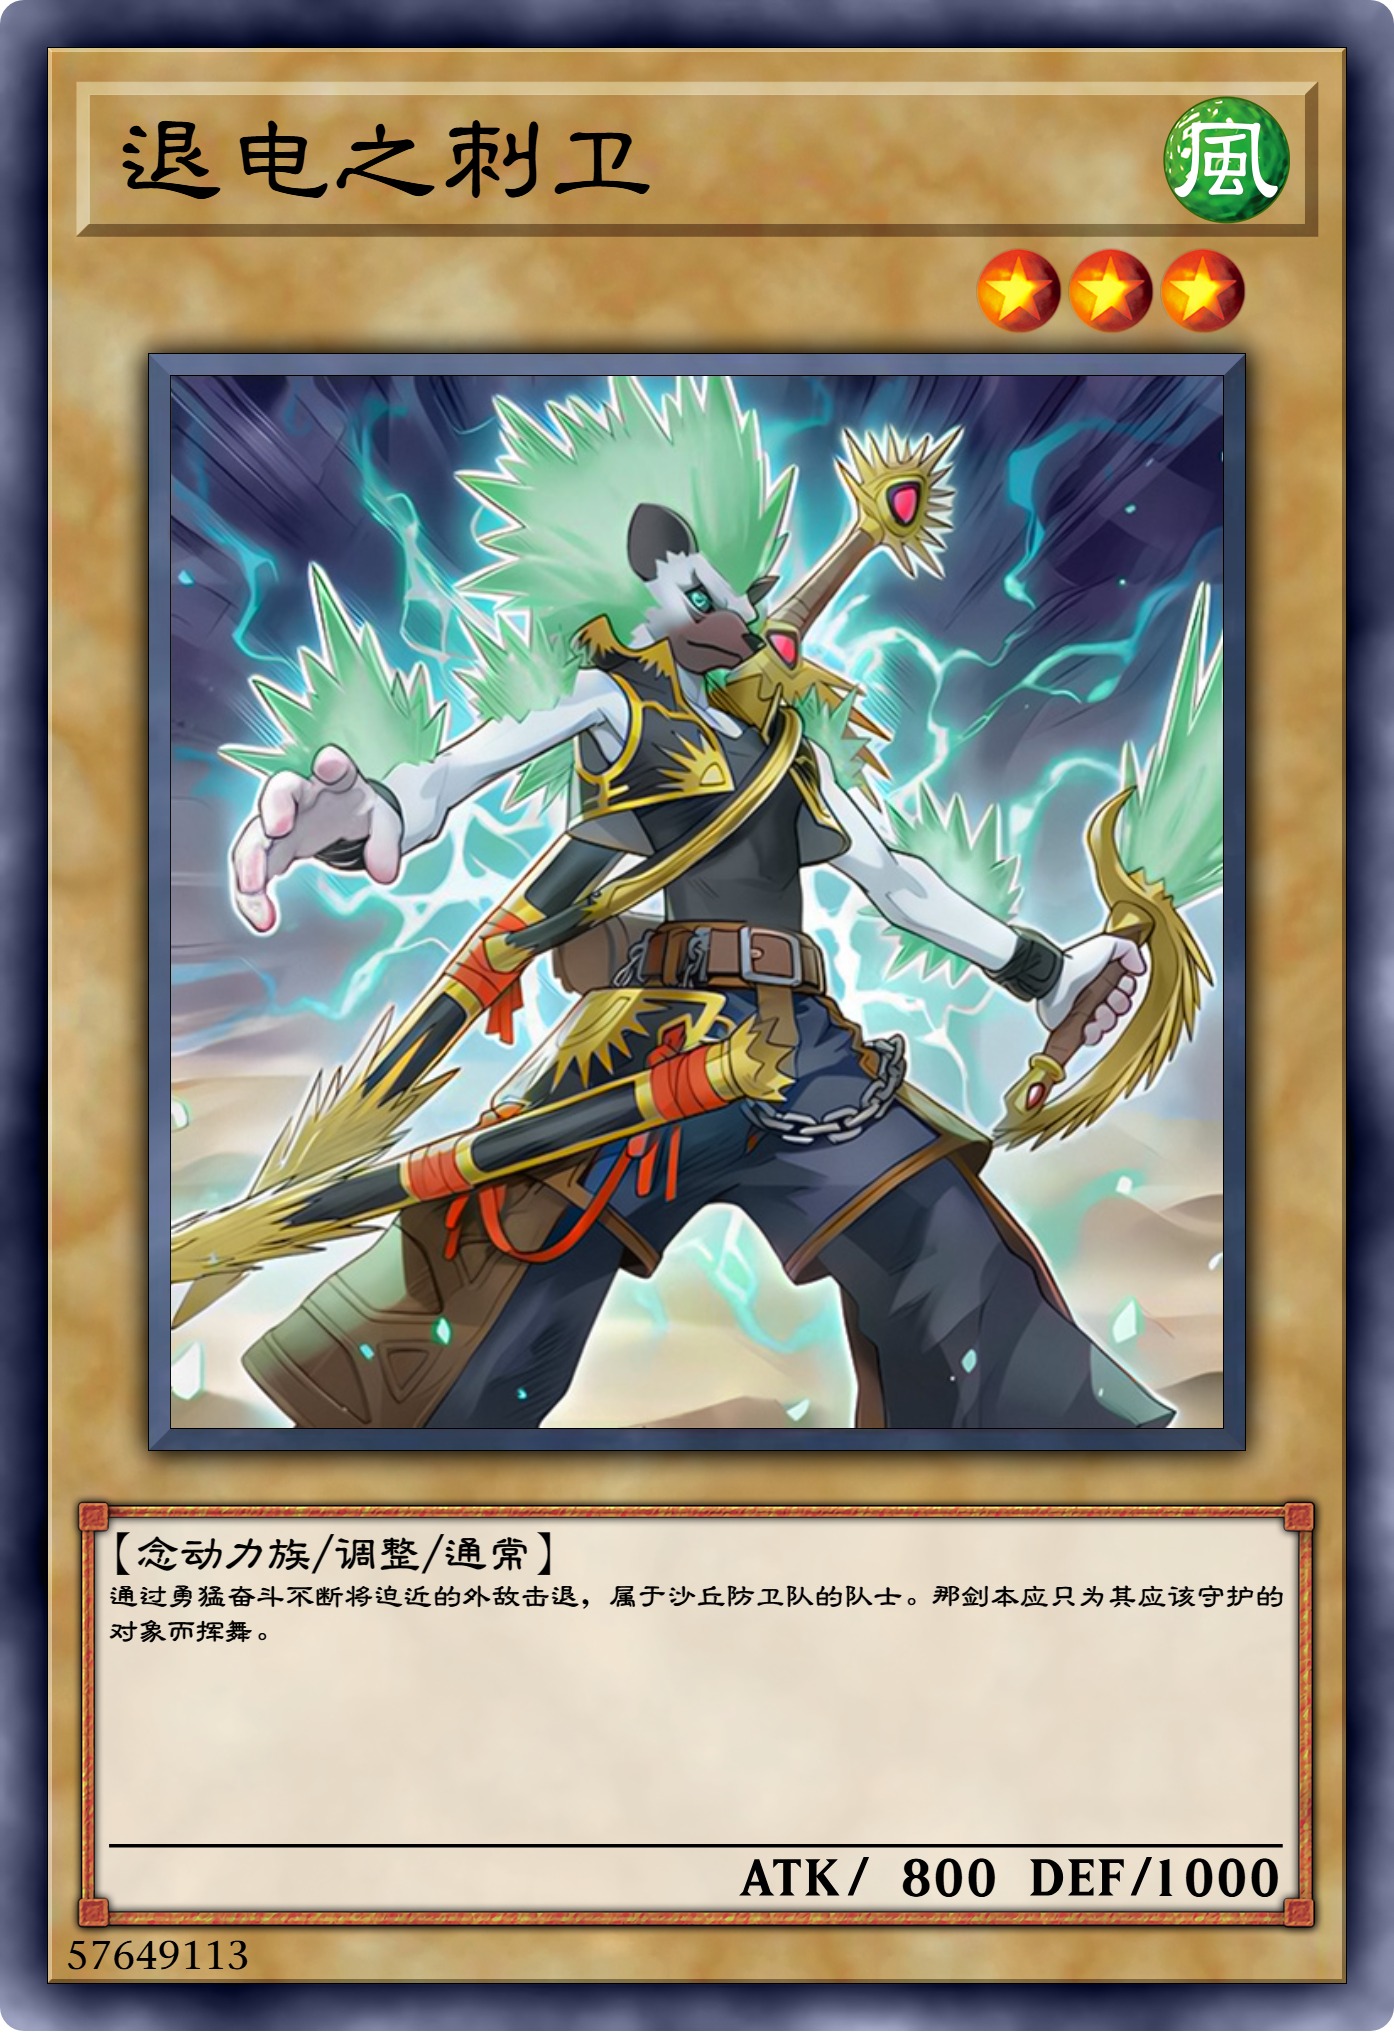 退电之刺卫
風
【念动力族/调整/通常】
通过勇猛奋斗不断将迫近的外敌击退，属于沙丘防卫队的队士。那剑本应只为其应该守护的
对象而挥舞。
ATK/ 800 DEF/1000
57649113